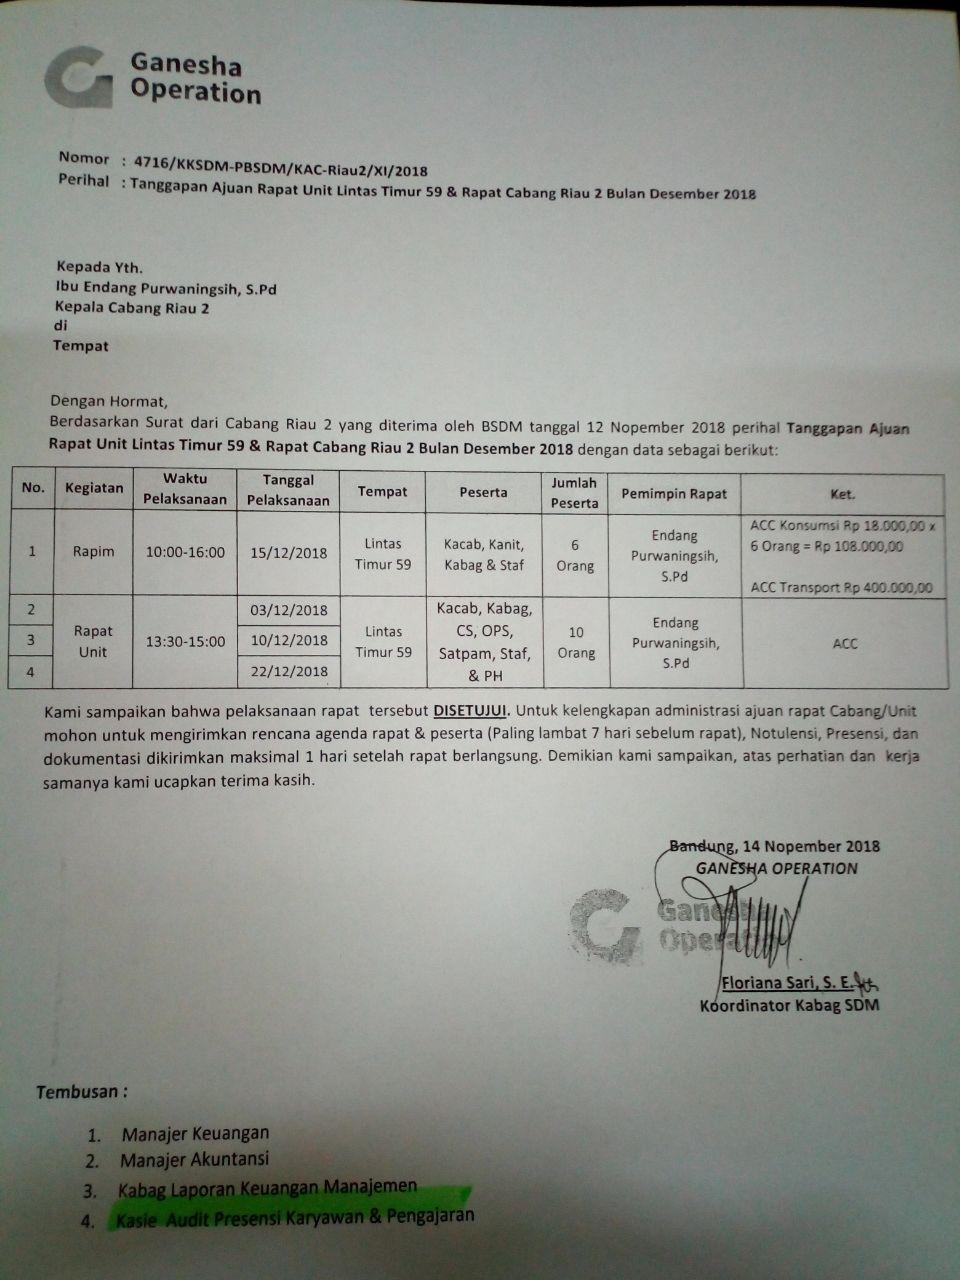 Ganesha
Operation
Nomor : 4716/KKSDM-PBSDM/KAC-Riau2/XI/2018
Perihal : Tanggapan Ajuan Rapat Unit Lintas Timur 59 & Rapat Cabang Riau 2 Bulan Desember 2018
Kepada Yth.
Ibu Endang Purwaningsih, S.Pd
Kepala Cabang Riau 2
di
Tempat
Dengan Hormat,
Berdasarkan Surat dari Cabang Riau 2 yang diterima oleh BSDM tanggal 12 Nopember 2018 perihal Tanggapan Ajuan
Rapat Unit Lintas Timur 59 & Rapat Cabang Riau 2 Bulan Desember 2018 dengan data sebagai berikut:
No. Kegiatan Waktu Pelaksanaan Tanggal Pelaksanaan Tempat Peserta Jumlah Peserta Pemimpin Rapat Ket.
1 Rapim 10:00-16:00 15/12/2018 Lintas Timur 59 Kacab, Kanit, Kabag & Staf 6 Orang Endang Purwaningsih, S.Pd ACC Konsumsi Rp 18.000,00 x 6 Orang = Rp 108.000,00 ACC Transport Rp 400.000,00
2 Rapat Unit 13:30-15:00 03/12/2018 Lintas Timur 59 Kacab, Kabag, CS, OPS, Satpam, Staf, & PH 10 Orang Endang Purwaningsih, S.Pd ACC
3 10/12/2018
4 22/12/2018
Kami sampaikan bahwa pelaksanaan rapat tersebut DISETUJUI. Untuk kelengkapan administrasi ajuan rapat Cabang/Unit
mohon untuk mengirimkan rencana agenda rapat & peserta (Paling lambat 7 hari sebelum rapat), Notulensi, Presensi, dan
dokumentasi dikirimkan maksimal 1 hari setelah rapat berlangsung. Demikian kami sampaikan, atas perhatian dan kerja
samanya kami ucapkan terima kasih.
Bandung, 14 Nopember 2018
GANESHA OPERATION
Ganesha
Operation
Floriana Sari, S. E.
Koordinator Kabag SDM
Tembusan :
1. Manajer Keuangan
2. Manajer Akuntansi
3. Kabag Laporan Keuangan Manajemen
4. Kasie Audit Presensi Karyawan & Pengajaran